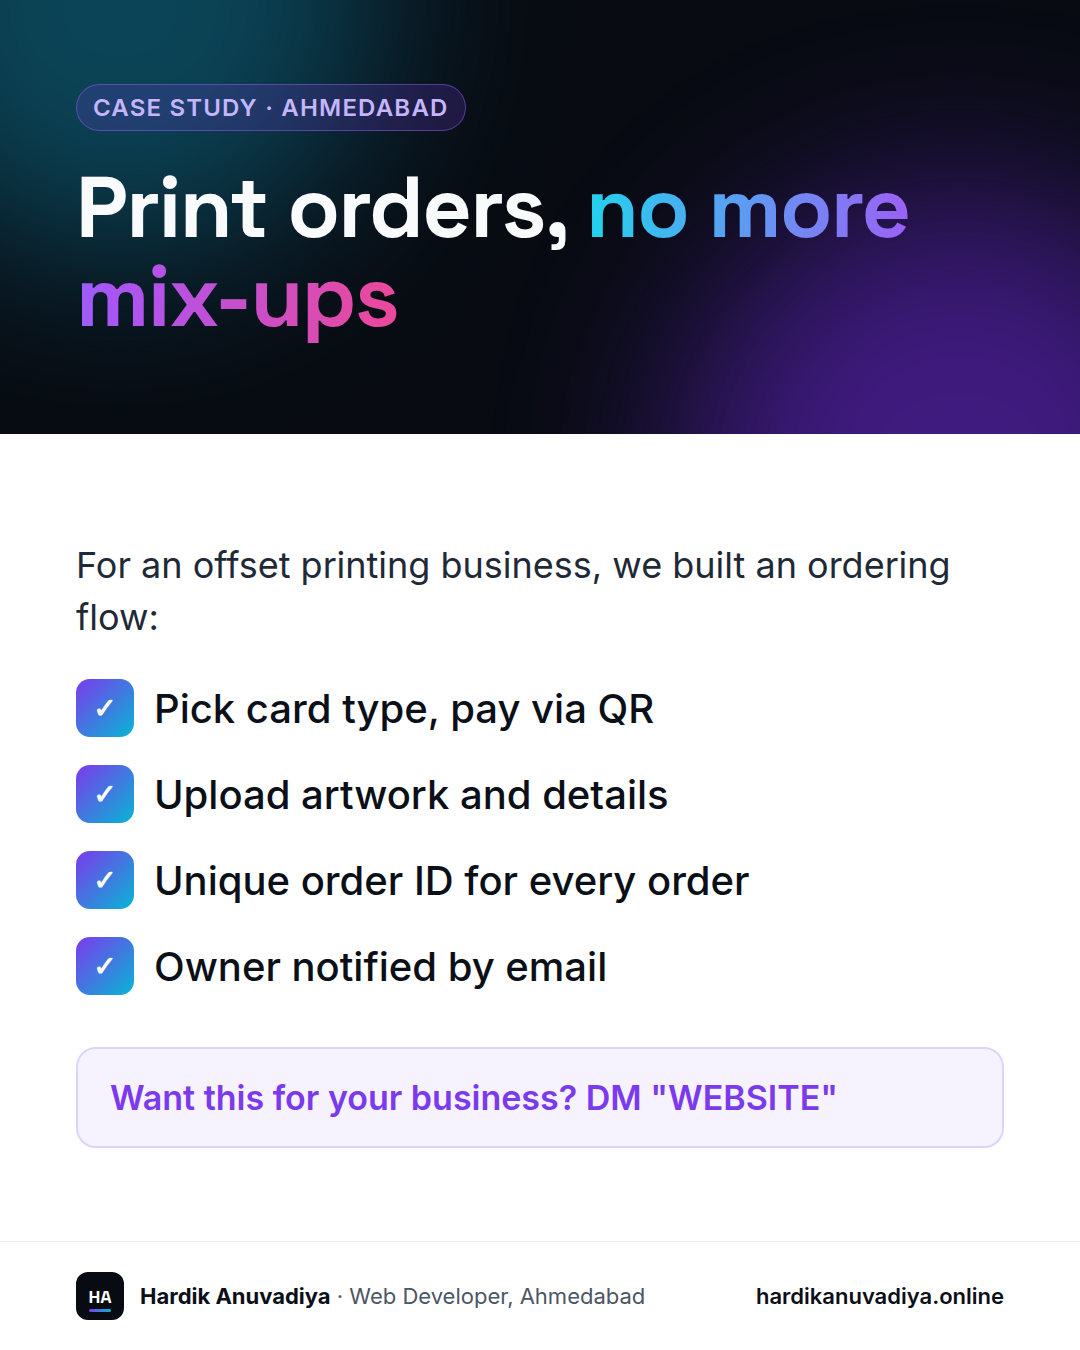 CASE STUDY · AHMEDABAD
Print orders, no more
mix-ups
For an offset printing business, we built an ordering
flow:
✓ Pick card type, pay via QR
✓ Upload artwork and details
✓ Unique order ID for every order
✓ Owner notified by email
Want this for your business? DM "WEBSITE"
HA Hardik Anuvadiya · Web Developer, Ahmedabad hardikanuvadiya.online